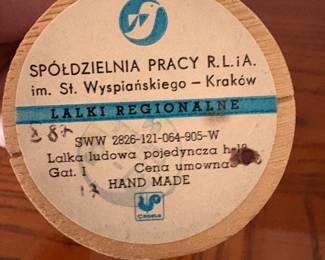 SPÓŁDZIELNIA PRACY R.L.iA.
im. St. Wyspiańskiego – Kraków
LALKI REGIONALNE
SWW 2826-121-064-905-W
Lalka ludowa pojedyncza h-18
Gat. I Cena umowna
HAND MADE